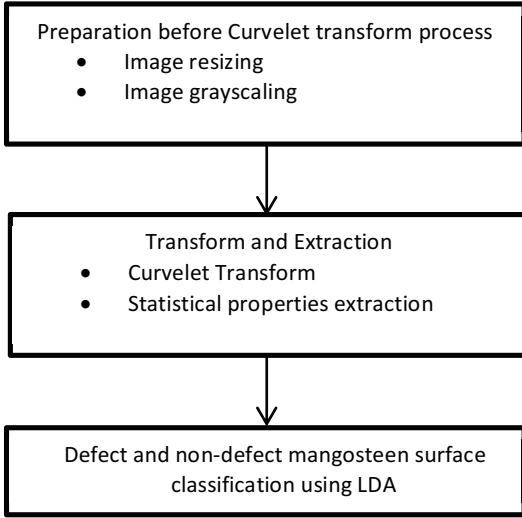 Preparation before Curvelet transform process
• Image resizing
• Image grayscaling
Transform and Extraction
• Curvelet Transform
• Statistical properties extraction
Defect and non-defect mangosteen surface
classification using LDA